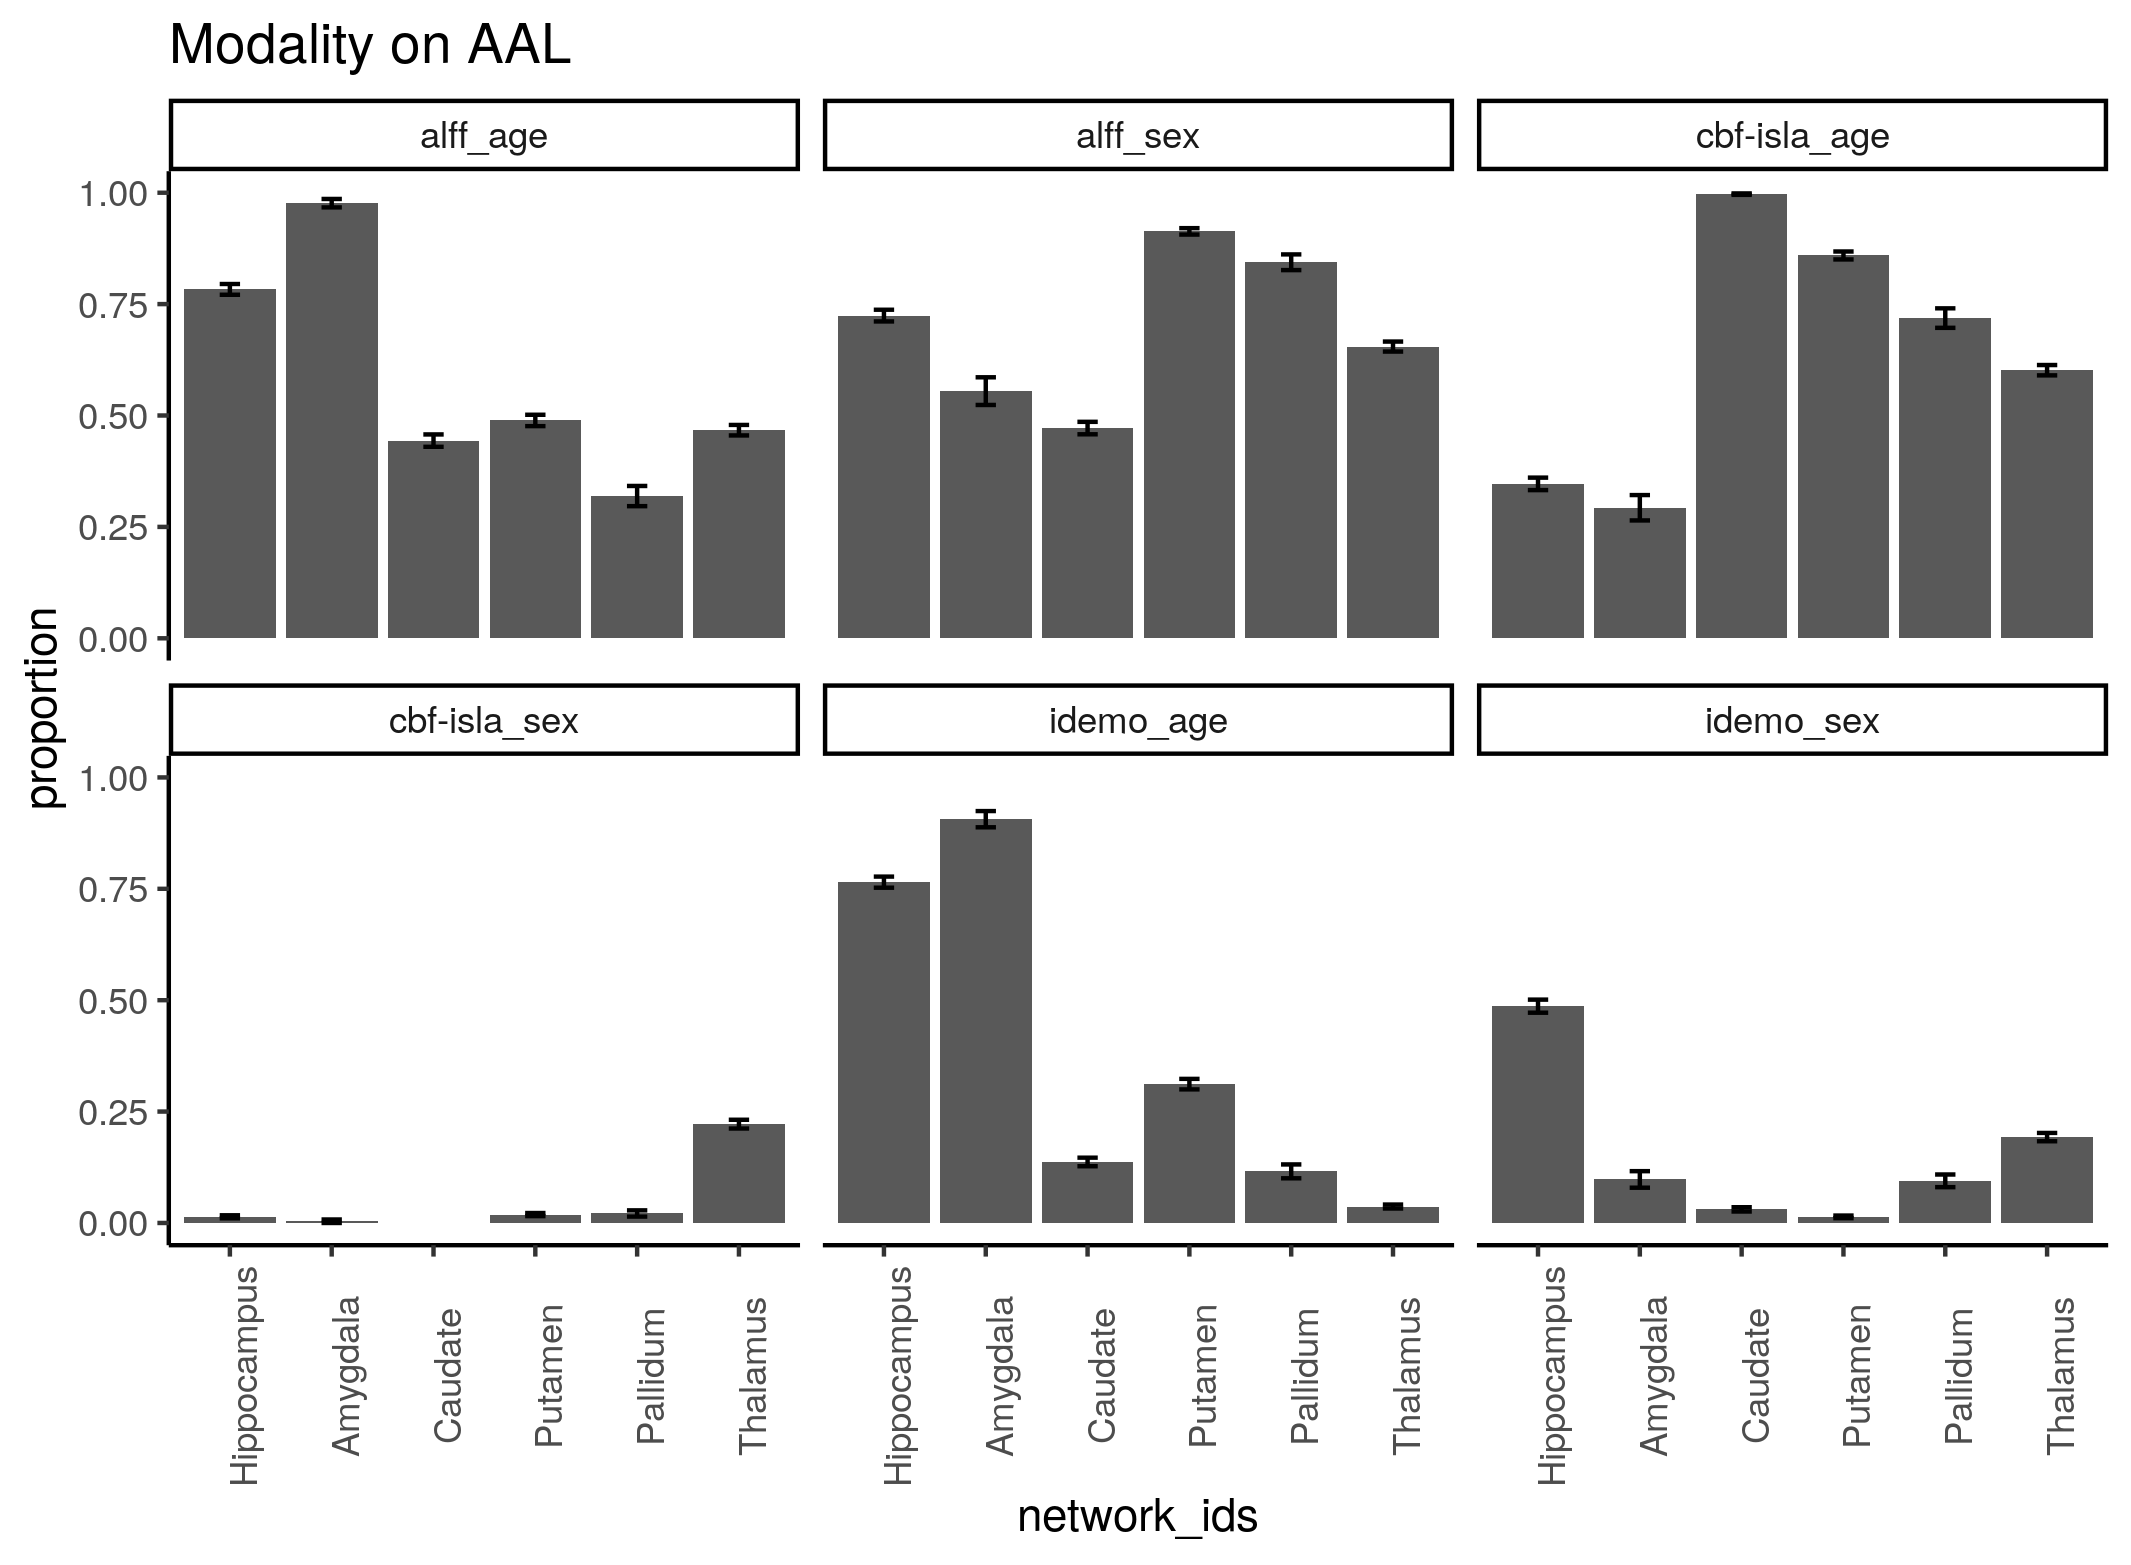 Modality on AAL
alff_age
alff_sex
cbf-isla_age
1.00
0.75
0.50
0.25
0.00
cbf-isla_sex
idemo_age
idemo_sex
1.00
0.75
0.50
0.25
0.00
proportion
Hippocampus
Amygdala
Caudate
Putamen
Pallidum
Thalamus
Hippocampus
Amygdala
Caudate
Putamen
Pallidum
Thalamus
Hippocampus
Amygdala
Caudate
Putamen
Pallidum
Thalamus
network_ids